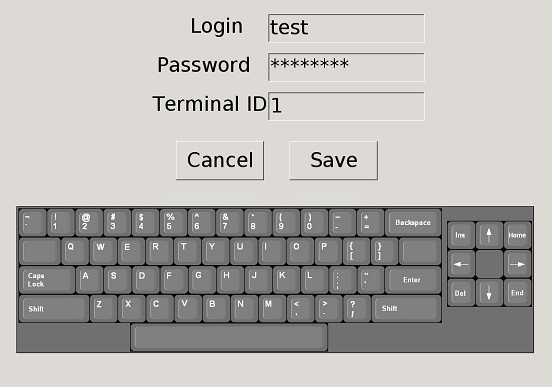 Login test
Password ********
Terminal ID 1
Cancel Save
~ ! @ # $ % ^ & * ( ) - + Backspace
` 1 2 3 4 5 6 7 8 9 0 - =
Q W E R T Y U I O P { }
[ ]
Caps Lock A S D F G H J K L : " Enter
; '
Shift Z X C V B N M < > ? Shift
, . /
Ins Home
Del End